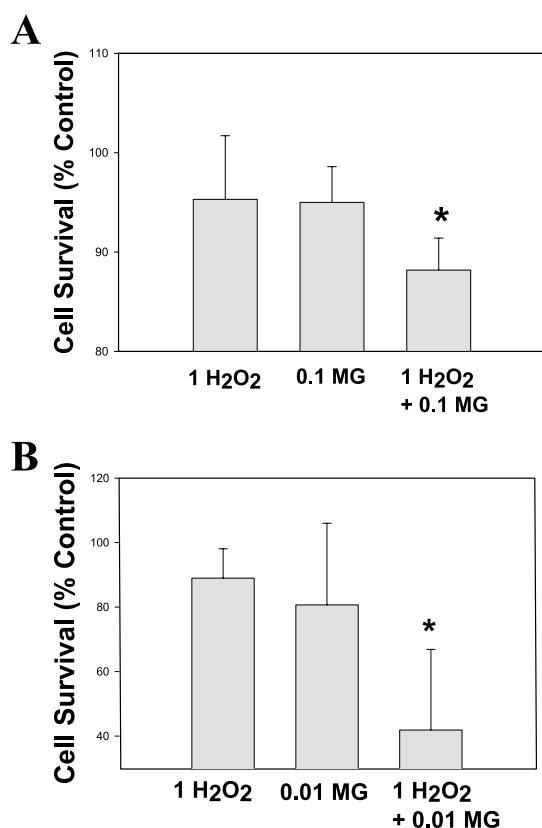 A
Cell Survival (% Control)
110
100
90
80
*
1 H2O2
0.1 MG
1 H2O2
+ 0.1 MG
B
Cell Survival (% Control)
120
100
80
60
40
*
1 H2O2
0.01 MG
1 H2O2
+ 0.01 MG